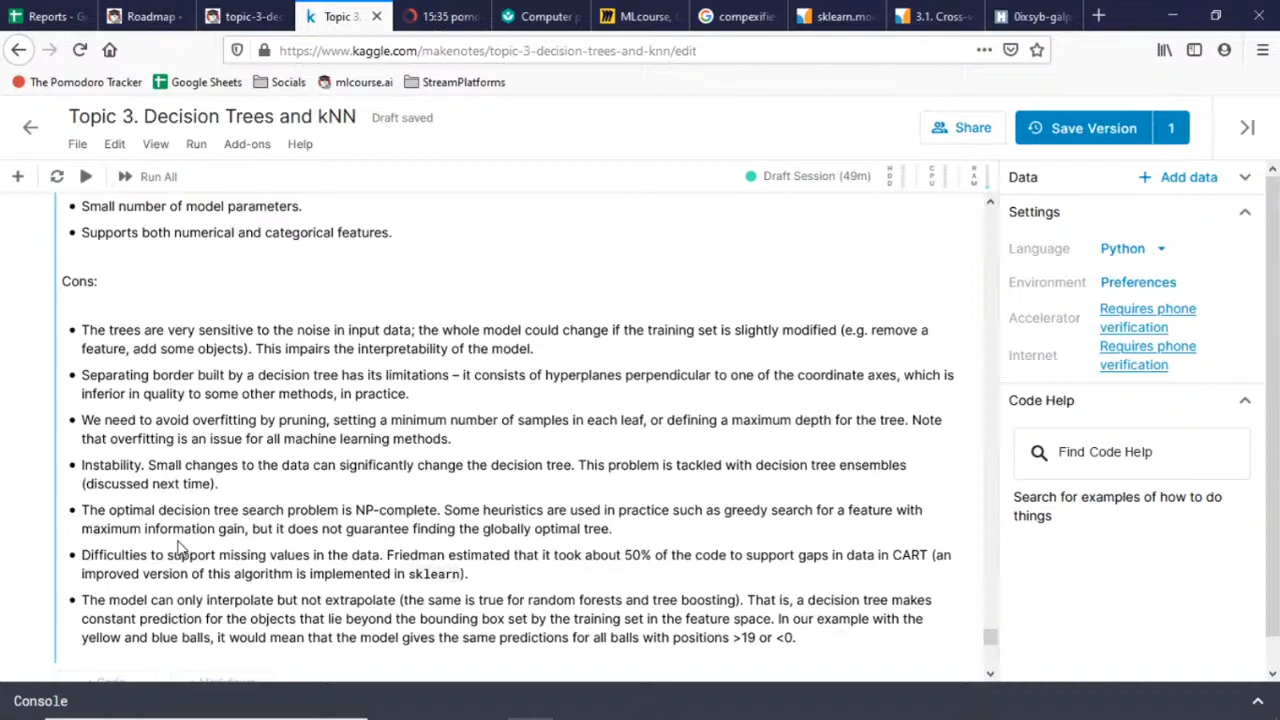 Reports -
Roadmap
topic-3-de
Topic 3.
15:35 pomo
Computer p
MLcourse,
compexifie
sklearn.mo
3.1. Cross-v
0ixsyb-galp
https://www.kaggle.com/makenotes/topic-3-decision-trees-and-knn/edit
The Pomodoro Tracker
Google Sheets
Socials
mlcourse.ai
StreamPlatforms
Topic 3. Decision Trees and kNN Draft saved
Share
Save Version 1
File Edit View Run Add-ons Help
Run All
Draft Session (49m)
HDD
CPU
RAM
• Small number of model parameters.
• Supports both numerical and categorical features.
Cons:
• The trees are very sensitive to the noise in input data; the whole model could change if the training set is slightly modified (e.g. remove a
feature, add some objects). This impairs the interpretability of the model.
• Separating border built by a decision tree has its limitations – it consists of hyperplanes perpendicular to one of the coordinate axes, which is
inferior in quality to some other methods, in practice.
• We need to avoid overfitting by pruning, setting a minimum number of samples in each leaf, or defining a maximum depth for the tree. Note
that overfitting is an issue for all machine learning methods.
• Instability. Small changes to the data can significantly change the decision tree. This problem is tackled with decision tree ensembles
(discussed next time).
• The optimal decision tree search problem is NP-complete. Some heuristics are used in practice such as greedy search for a feature with
maximum information gain, but it does not guarantee finding the globally optimal tree.
• Difficulties to support missing values in the data. Friedman estimated that it took about 50% of the code to support gaps in data in CART (an
improved version of this algorithm is implemented in sklearn).
• The model can only interpolate but not extrapolate (the same is true for random forests and tree boosting). That is, a decision tree makes
constant prediction for the objects that lie beyond the bounding box set by the training set in the feature space. In our example with the
yellow and blue balls, it would mean that the model gives the same predictions for all balls with positions >19 or <0.
Data
+ Add data
Settings
Language Python
Environment Preferences
Accelerator Requires phone
verification
Internet Requires phone
verification
Code Help
Find Code Help
Search for examples of how to do
things
Console